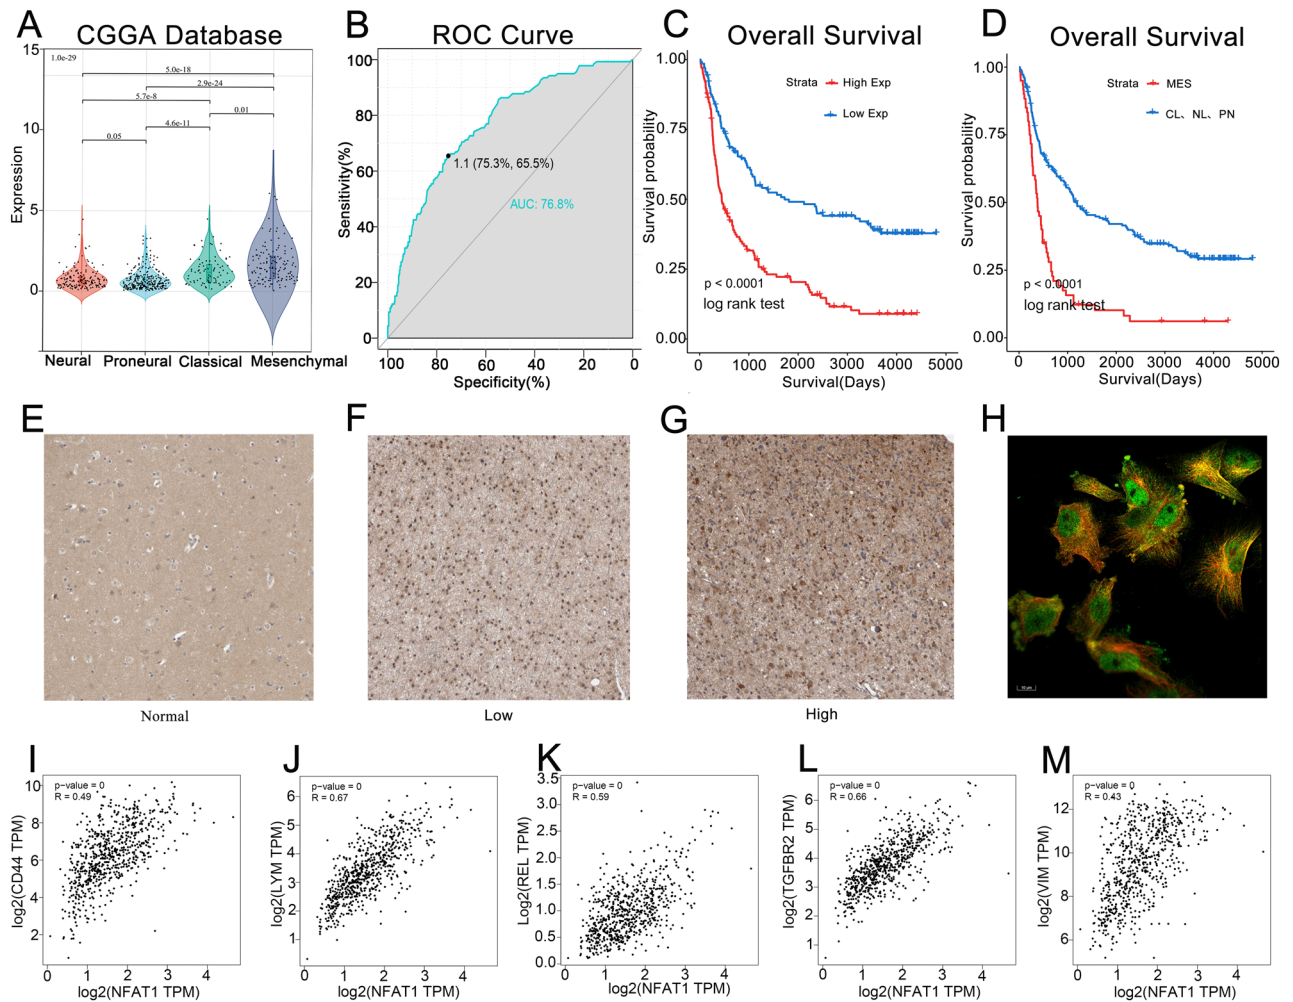 A
CGGA Database
15
10
5
0
Expression
1.0e-29
5.0e-18
2.9e-24
5.7e-8
0.01
4.6e-11
0.05
Neural
Proneural
Classical
Mesenchymal
B
ROC Curve
100
80
60
40
20
0
Sensitivity(%)
1.1 (75.3%, 65.5%)
AUC: 76.8%
100
80
60
40
20
0
Specificity(%)
C
Overall Survival
1.00
0.75
0.50
0.25
0.00
Survival probability
Strata
High Exp
Low Exp
p < 0.0001
log rank test
0
1000
2000
3000
4000
5000
Survival(Days)
D
Overall Survival
1.00
0.75
0.50
0.25
0.00
Survival probability
Strata
MES
CL、NL、PN
p < 0.0001
log rank test
0
1000
2000
3000
4000
5000
Survival(Days)
E
Normal
F
Low
G
High
H
10 µm
I
p-value = 0
R = 0.49
10
8
6
4
2
log2(CD44 TPM)
0
1
2
3
4
log2(NFAT1 TPM)
J
p-value = 0
R = 0.67
6
5
4
3
2
1
log2(LYM TPM)
0
1
2
3
4
log2(NFAT1 TPM)
K
p-value = 0
R = 0.59
3.5
3.0
2.5
2.0
1.5
1.0
0.5
0.0
Log2(REL TPM)
0
1
2
3
4
log2(NFAT1 TPM)
L
p-value = 0
R = 0.66
6
5
4
3
2
1
log2(TGFBR2 TPM)
0
1
2
3
4
log2(NFAT1 TPM)
M
p-value = 0
R = 0.43
12
10
8
6
log2(VIM TPM)
0
1
2
3
4
log2(NFAT1 TPM)